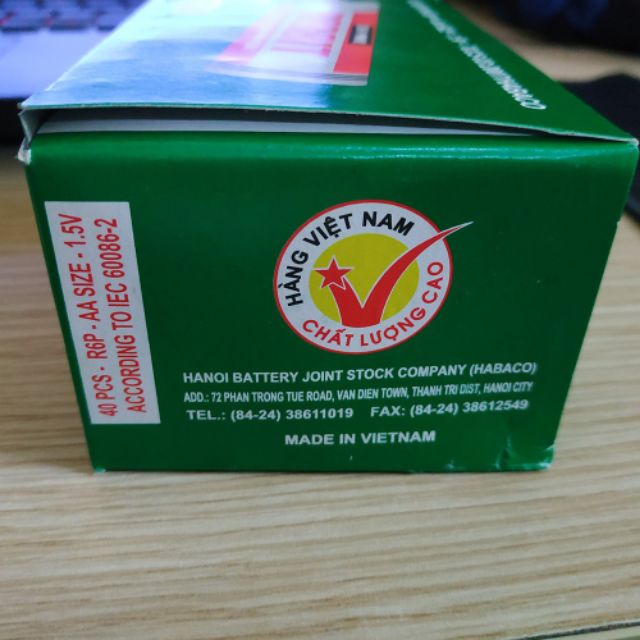 40 PCS - R6P - AA SIZE - 1.5V
ACCORDING TO IEC 60086-2
HÀNG VIỆT NAM
CHẤT LƯỢNG CAO
HANOI BATTERY JOINT STOCK COMPANY (HABACO)
ADD.: 72 PHAN TRONG TUE ROAD, VAN DIEN TOWN, THANH TRI DIST, HANOI CITY
TEL.: (84-24) 38611019 FAX: (84-24) 38612549
MADE IN VIETNAM